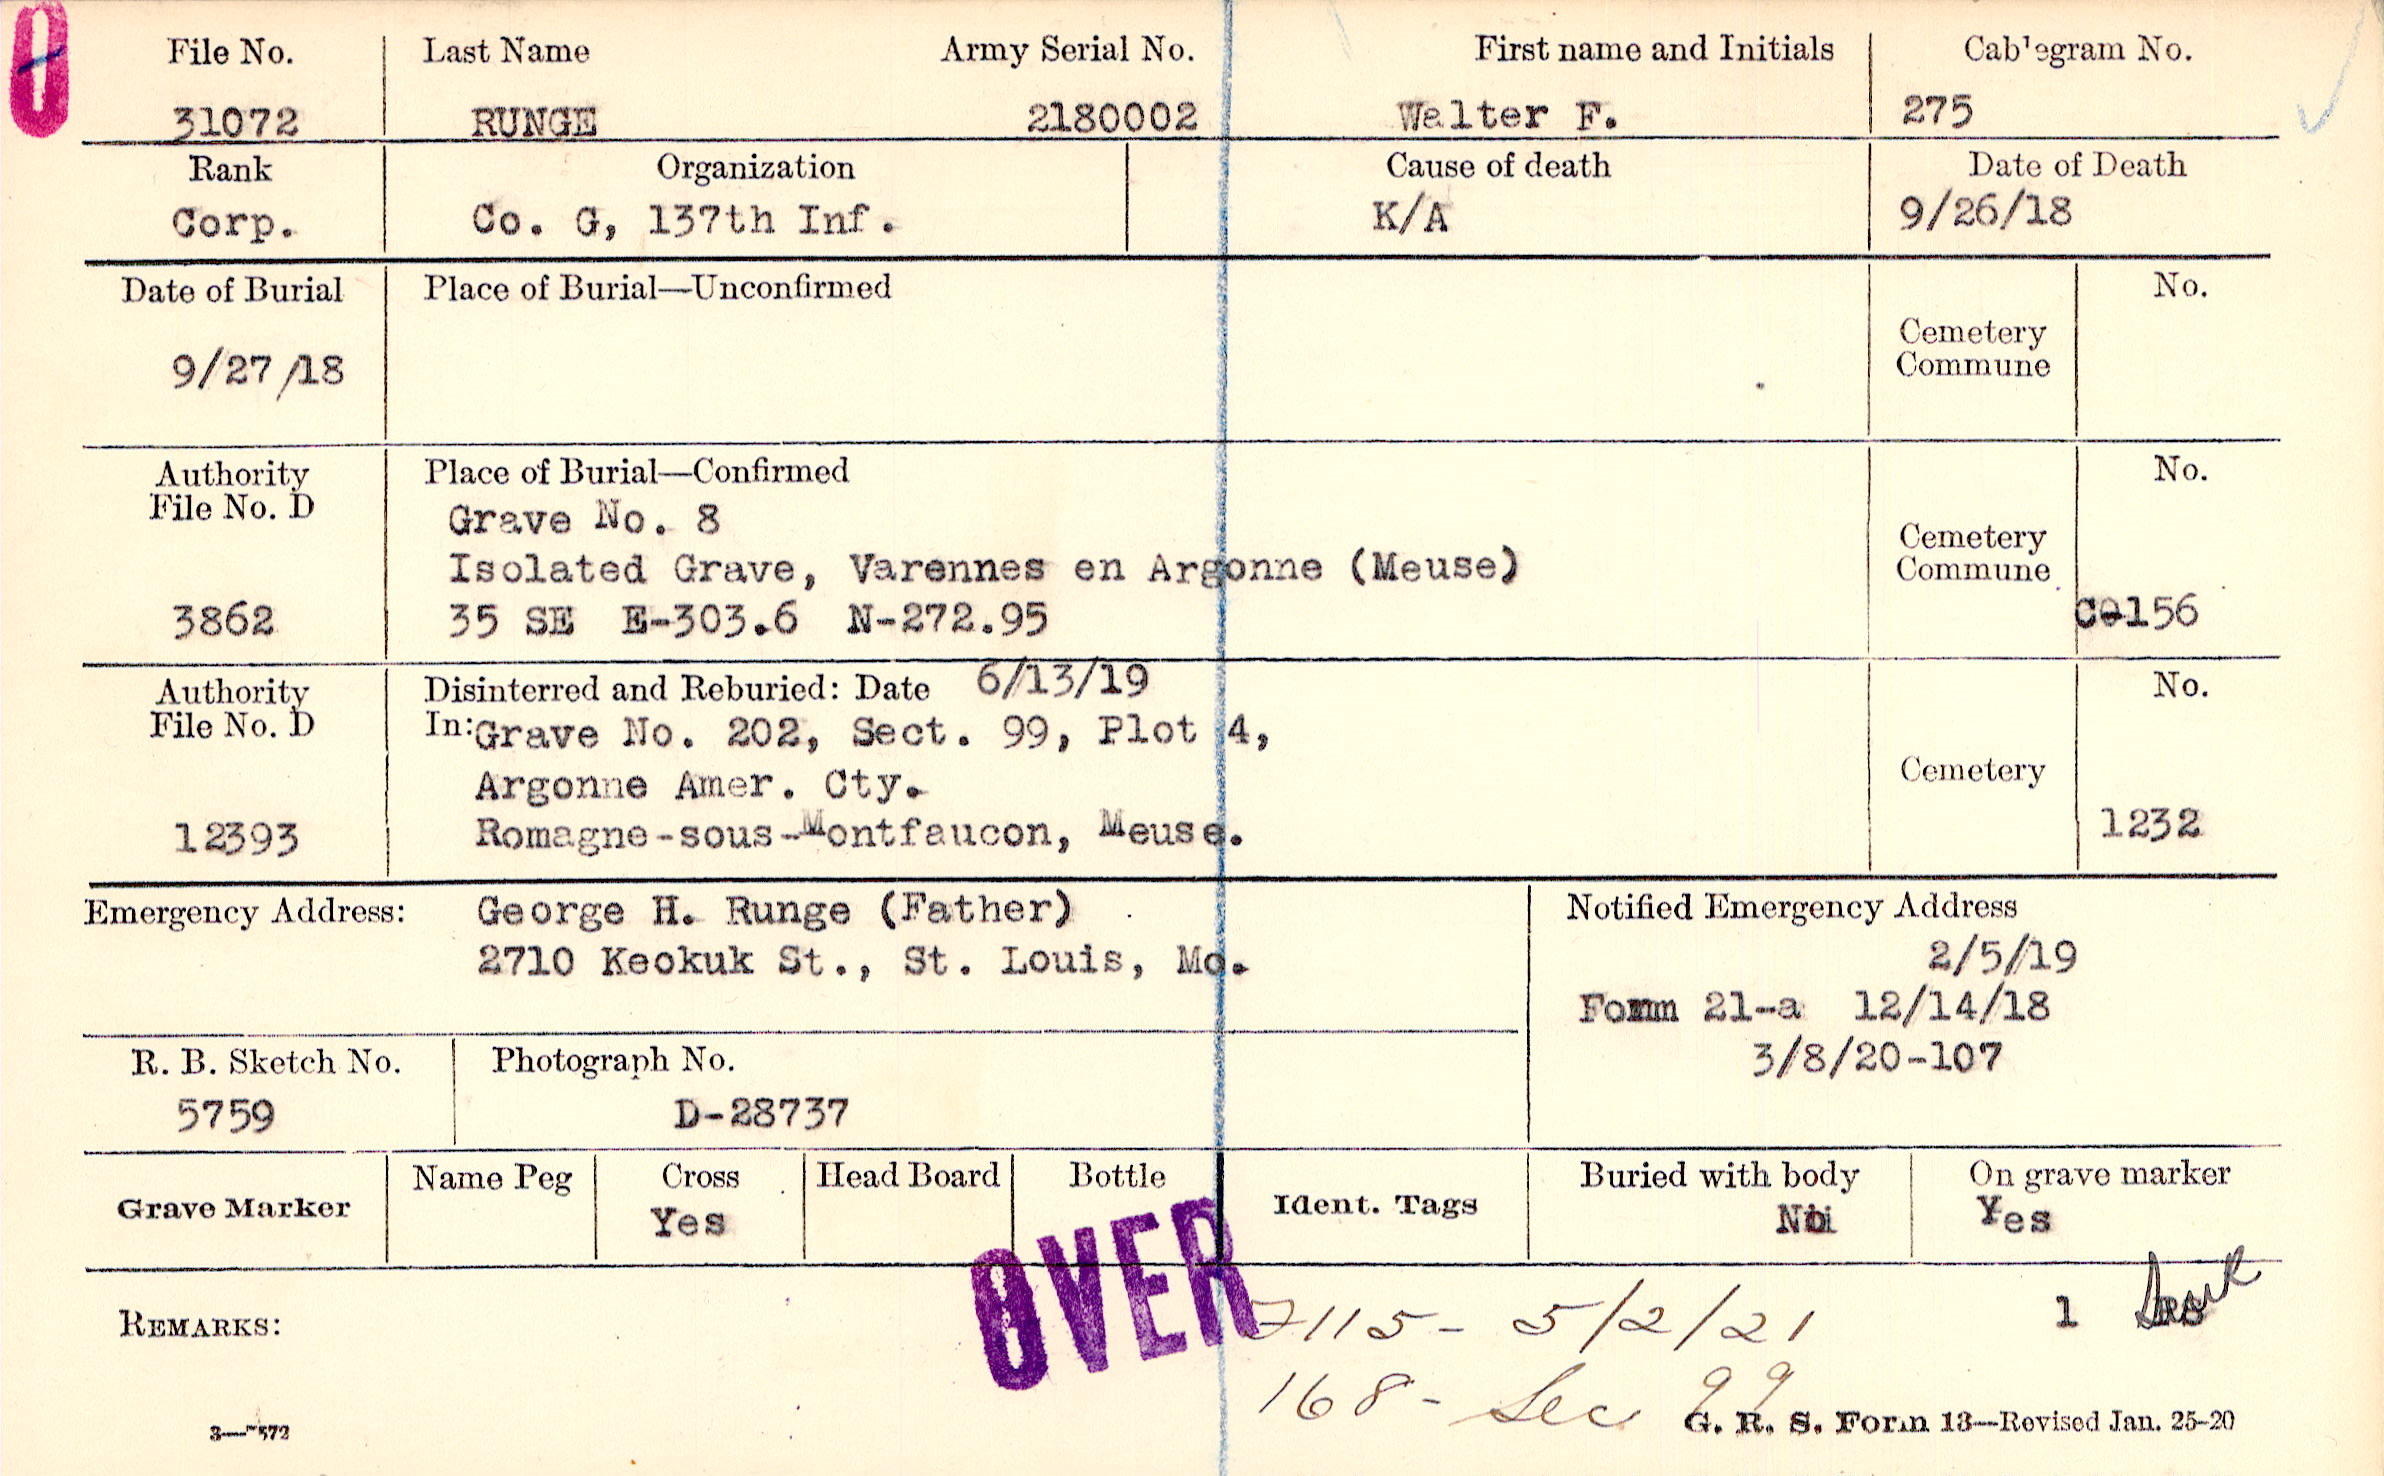 File No. Last Name Army Serial No. First name and Initials Cablegram No.
31072 RUNGE 2180002 Walter F. 275
Rank Organization Cause of death Date of Death
Corp. Co. G, 137th Inf. K/A 9/26/18
Date of Burial Place of Burial—Unconfirmed No.
Cemetery
Commune
9/27/18
Authority Place of Burial—Confirmed No.
File No. D
Grave No. 8
Cemetery
Isolated Grave, Varennes en Argonne (Meuse)
Commune
3862 35 SE E-303.6 N-272.95 156
Authority Disinterred and Reburied: Date 6/13/19 No.
File No. D In: Grave No. 202, Sect. 99, Plot 4,
Argonne Amer. Cty. Cemetery
12393 Romagne-sous-Montfaucon, Meuse. 1232
Emergency Address: George H. Runge (Father) Notified Emergency Address
2710 Keokuk St., St. Louis, Mo. 2/5/19
21-a 12/14/18
R. B. Sketch No. Photograph No. 3/8/20-107
5759 D-28737
Grave Marker Name Peg Cross Head Board Bottle Ident. Tags Buried with body On grave marker
Yes Yes
OVER
REMARKS: 7115 - 5/2/21 1
168 - Sec 99
G. R. S. Form 13—Revised Jan. 25-20